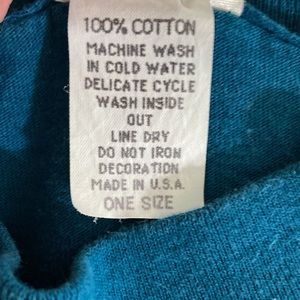 100% COTTON
MACHINE WASH
IN COLD WATER
DELICATE CYCLE
WASH INSIDE
OUT
LINE DRY
DO NOT IRON
DECORATION
MADE IN U.S.A.
ONE SIZE